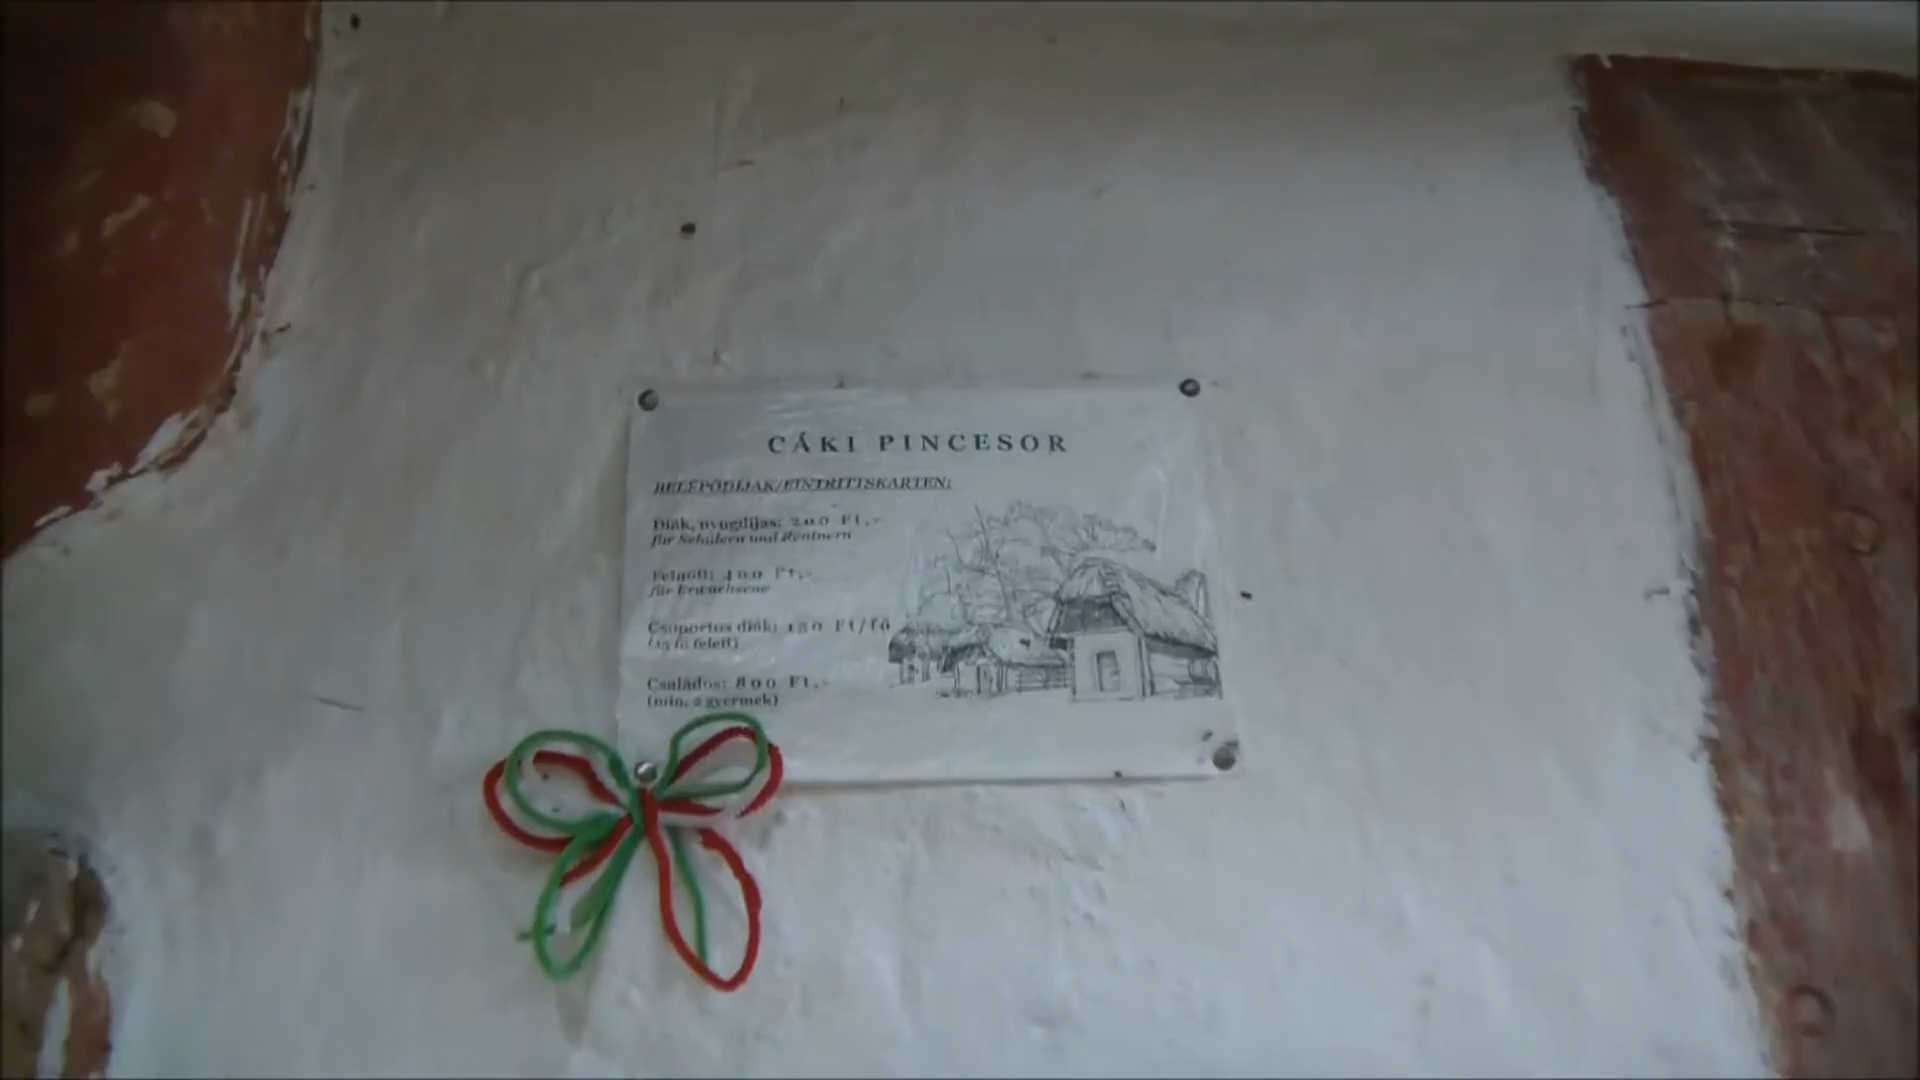 CÁKI PINCESOR
BELÉPŐDÍJAK/EINTRITTSKARTEN:
Diák, nyugdíjas: 200 Ft.-
für Schülern und Rentnern
Felnőtt: 400 Ft.-
für Erwachsene
Csoportos diák: 150 Ft/fő
(15 fő felett)
Családos: 800 Ft.-
(min. 2 gyermek)